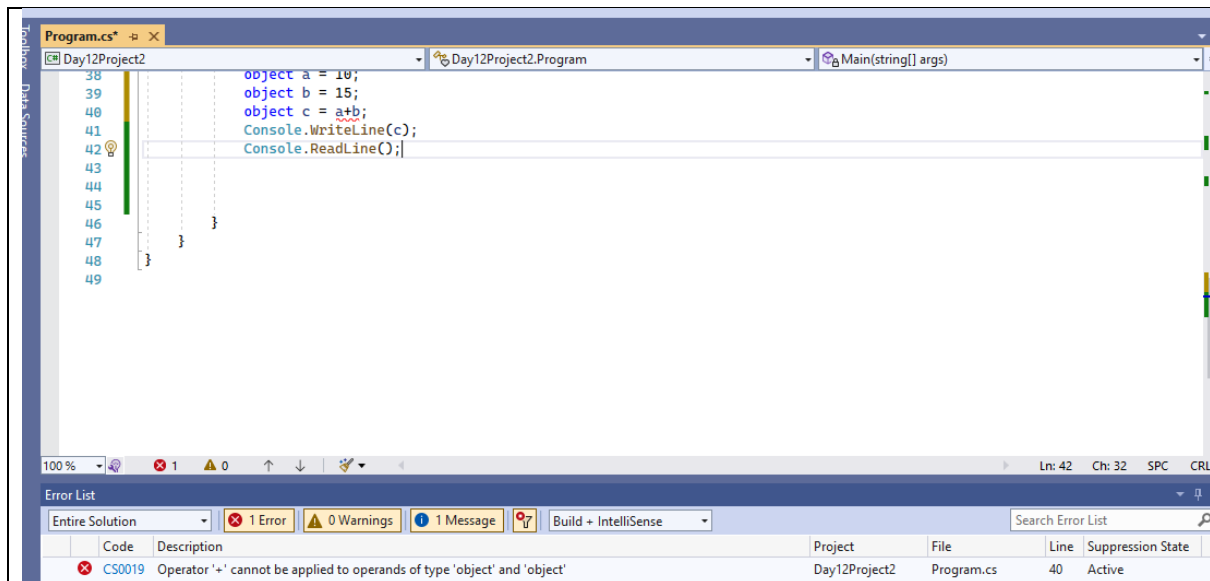 Toolbox
Data Sources
Program.cs*
Day12Project2
Day12Project2.Program
Main(string[] args)
38 object a = 10;
39 object b = 15;
40 object c = a+b;
41 Console.WriteLine(c);
42 Console.ReadLine();
43
44
45
46 }
47 }
48 }
49
100 % 1 0 Ln: 42 Ch: 32 SPC CRL
Error List
Entire Solution 1 Error 0 Warnings 1 Message Build + IntelliSense Search Error List
Code Description Project File Line Suppression State
CS0019 Operator '+' cannot be applied to operands of type 'object' and 'object' Day12Project2 Program.cs 40 Active